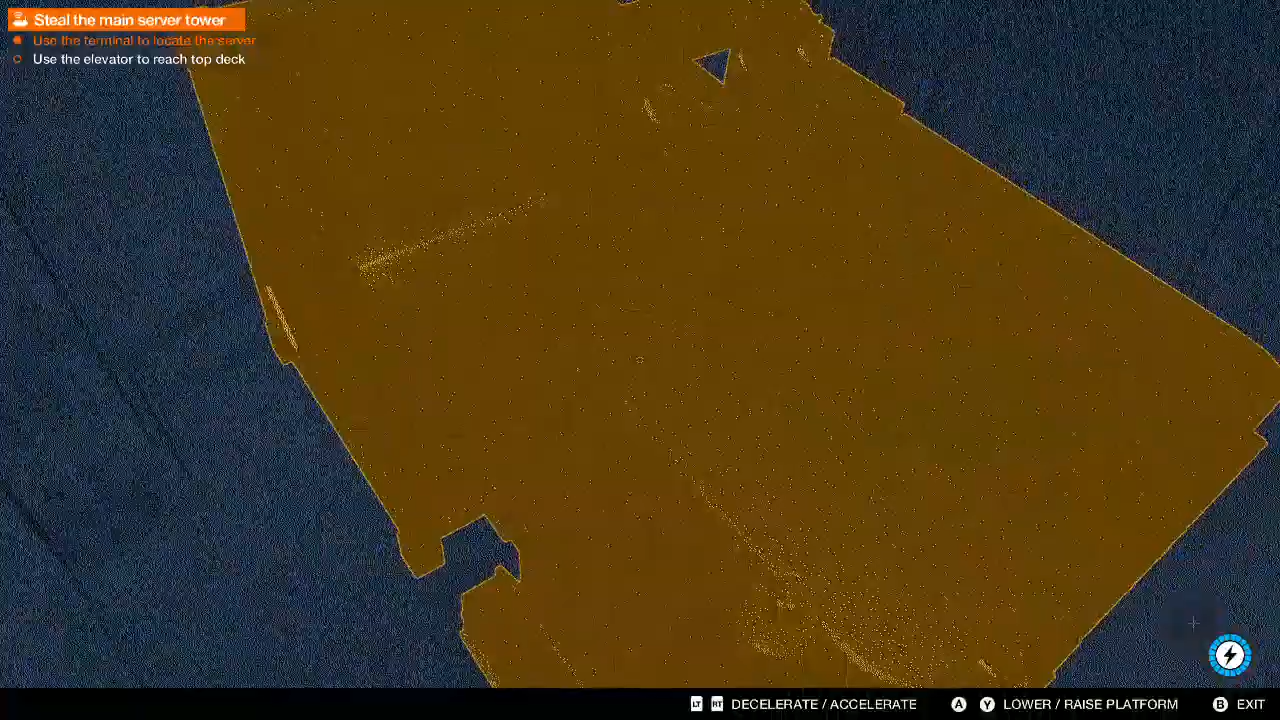 Steal the main server tower
Use the terminal to locate the server
Use the elevator to reach top deck
LT RT DECELERATE / ACCELERATE A Y LOWER / RAISE PLATFORM B EXIT